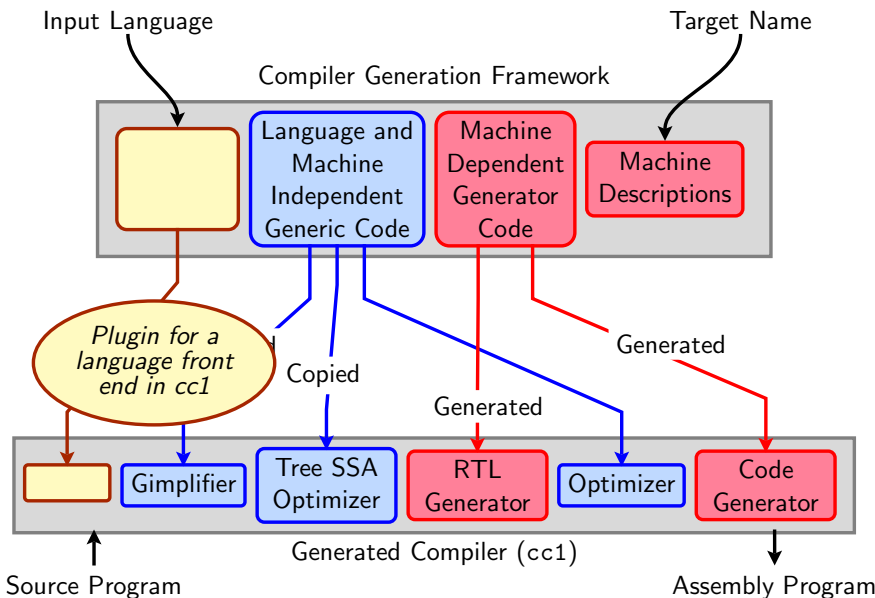 Input Language
Target Name
Compiler Generation Framework
Language and
Machine
Independent
Generic Code
Machine
Dependent
Generator
Code
Machine
Descriptions
Plugin for a
language front
end in cc1
Copied
Generated
Generated
Gimplifier
Tree SSA
Optimizer
RTL
Generator
Optimizer
Code
Generator
Generated Compiler (cc1)
Source Program
Assembly Program